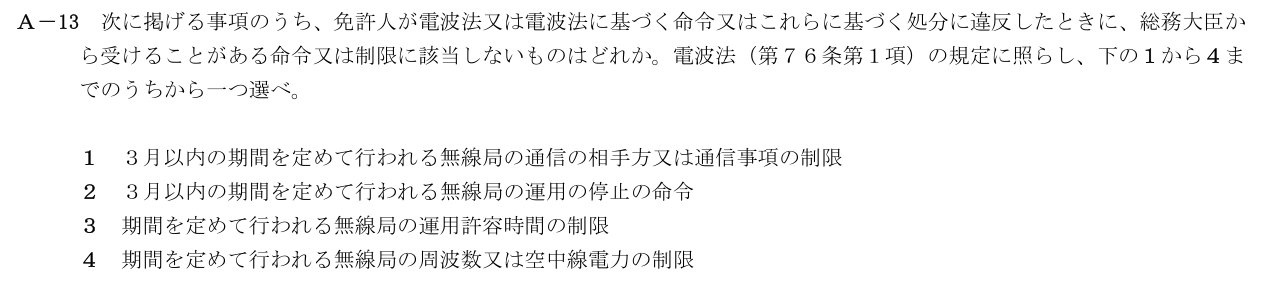 Ａ－13　次に掲げる事項のうち、免許人が電波法又は電波法に基づく命令又はこれらに基づく処分に違反したときに、総務大臣か
ら受けることがある命令又は制限に該当しないものはどれか。電波法（第７６条第１項）の規定に照らし、下の１から４ま
でのうちから一つ選べ。
１　３月以内の期間を定めて行われる無線局の通信の相手方又は通信事項の制限
２　３月以内の期間を定めて行われる無線局の運用の停止の命令
３　期間を定めて行われる無線局の運用許容時間の制限
４　期間を定めて行われる無線局の周波数又は空中線電力の制限